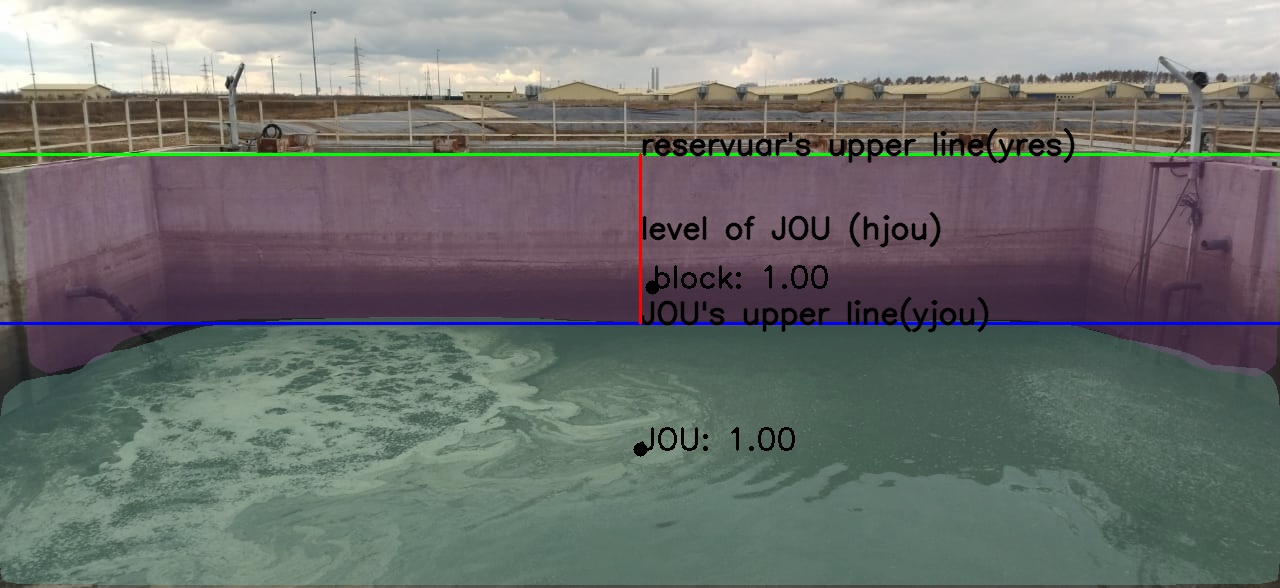 reservuar's upper line(yres)
level of JOU (hjou)
block: 1.00
JOU's upper line(yjou)
JOU: 1.00